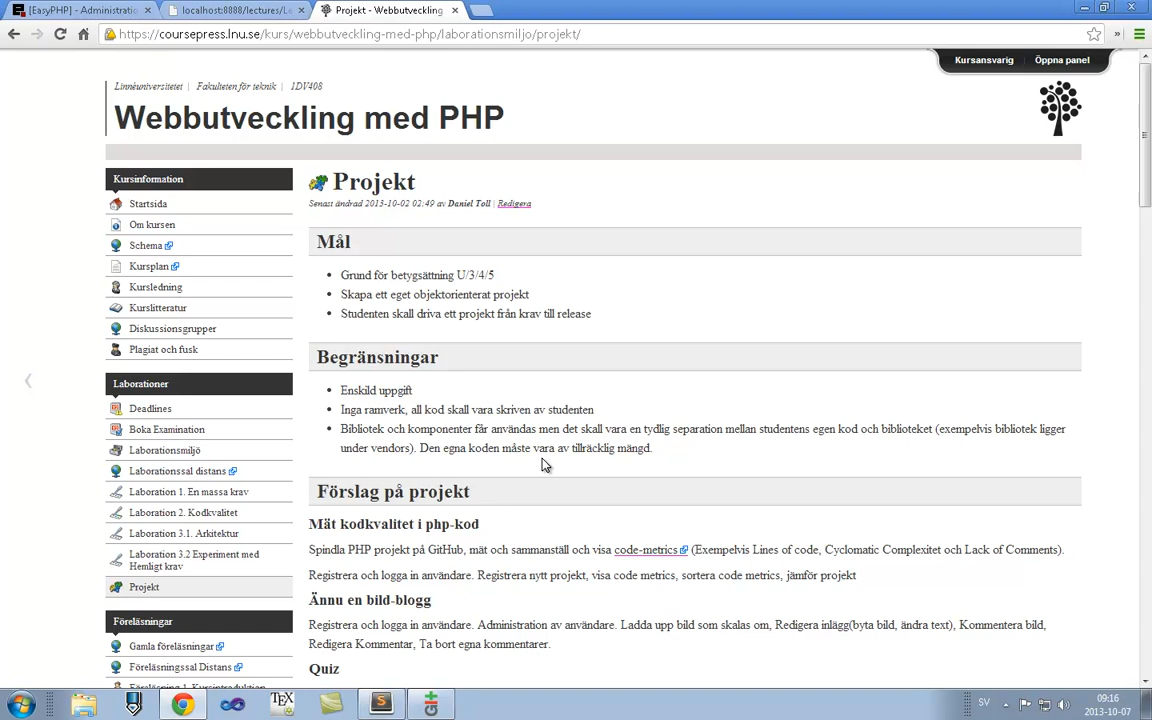 [EasyPHP] - Administratio
localhost:8888/lectures/Le
Projekt - Webbutveckling
https://coursepress.lnu.se/kurs/webbutveckling-med-php/laborationsmiljo/projekt/
Kursansvarig
Öppna panel
Linnéuniversitetet | Fakulteten för teknik | 1DV408
Webbutveckling med PHP
Kursinformation
Startsida
Om kursen
Schema
Kursplan
Kursledning
Kurslitteratur
Diskussionsgrupper
Plagiat och fusk
Laborationer
Deadlines
Boka Examination
Laborationsmiljö
Laborationssal distans
Laboration 1. En massa krav
Laboration 2. Kodkvalitet
Laboration 3.1. Arkitektur
Laboration 3.2 Experiment med
Hemligt krav
Projekt
Föreläsningar
Gamla föreläsningar
Föreläsningssal Distans
Föreläsning 1. Kursintroduktion
Projekt
Senast ändrad 2013-10-02 02:49 av Daniel Toll | Redigera
Mål
Grund för betygsättning U/3/4/5
Skapa ett eget objektorienterat projekt
Studenten skall driva ett projekt från krav till release
Begränsningar
Enskild uppgift
Inga ramverk, all kod skall vara skriven av studenten
Bibliotek och komponenter får användas men det skall vara en tydlig separation mellan studentens egen kod och biblioteket (exempelvis bibliotek ligger
under vendors). Den egna koden måste vara av tillräcklig mängd.
Förslag på projekt
Mät kodkvalitet i php-kod
Spindla PHP projekt på GitHub, mät och sammanställ och visa code-metrics (Exempelvis Lines of code, Cyclomatic Complexitet och Lack of Comments).
Registrera och logga in användare. Registrera nytt projekt, visa code metrics, sortera code metrics, jämför projekt
Ännu en bild-blogg
Registrera och logga in användare. Administration av användare. Ladda upp bild som skalas om, Redigera inlägg(byta bild, ändra text), Kommentera bild,
Redigera Kommentar, Ta bort egna kommentarer.
Quiz
SV
09:16
2013-10-07